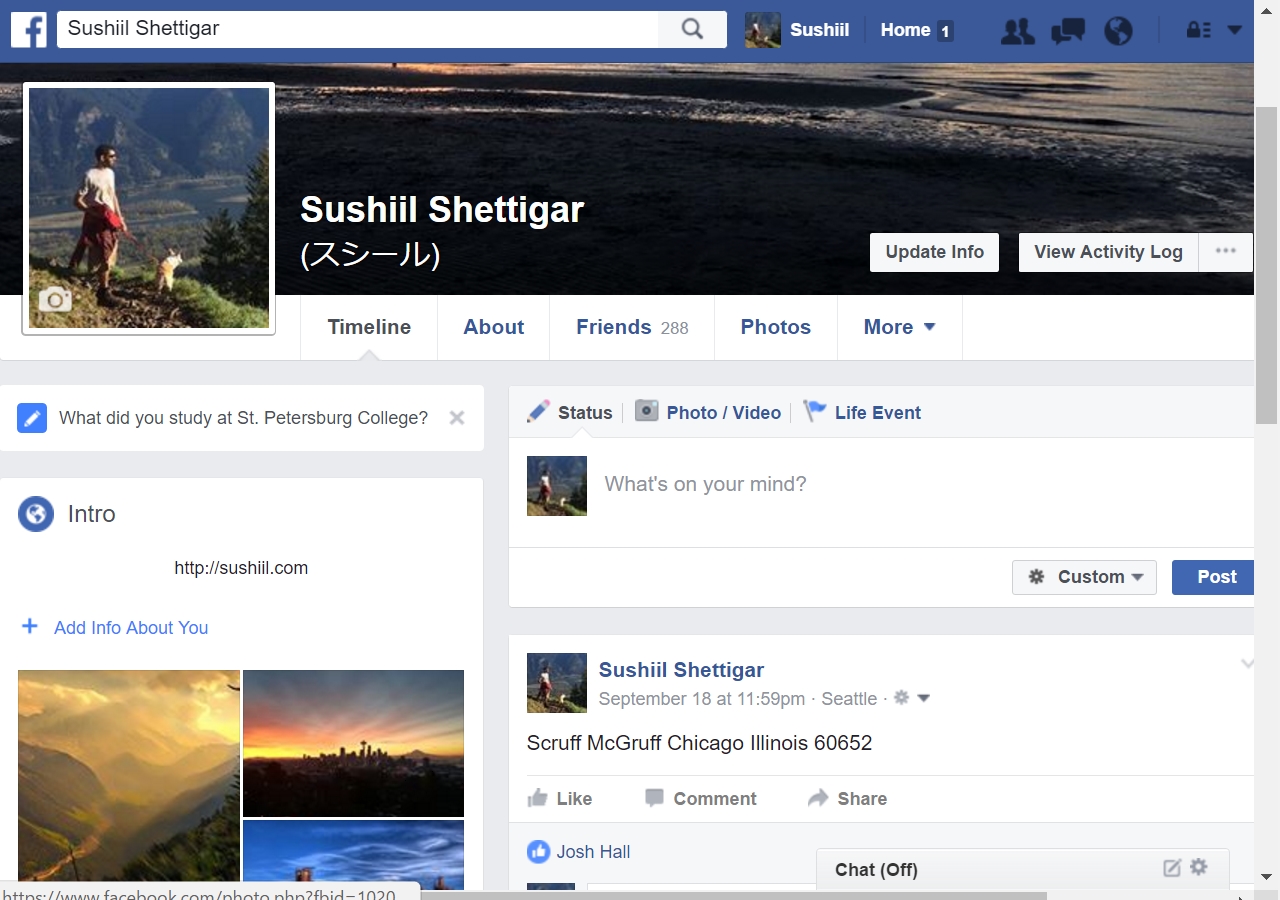 Sushiil Shettigar
Sushiil
Home 1
Sushiil Shettigar
(スシール)
Update Info
View Activity Log
Timeline
About
Friends 288
Photos
More
What did you study at St. Petersburg College?
Intro
http://sushiil.com
+ Add Info About You
Status
Photo / Video
Life Event
What's on your mind?
Custom
Post
Sushiil Shettigar
September 18 at 11:59pm · Seattle ·
Scruff McGruff Chicago Illinois 60652
Like
Comment
Share
Josh Hall
Chat (Off)
https://www.facebook.com/photo.php?fbid=1020